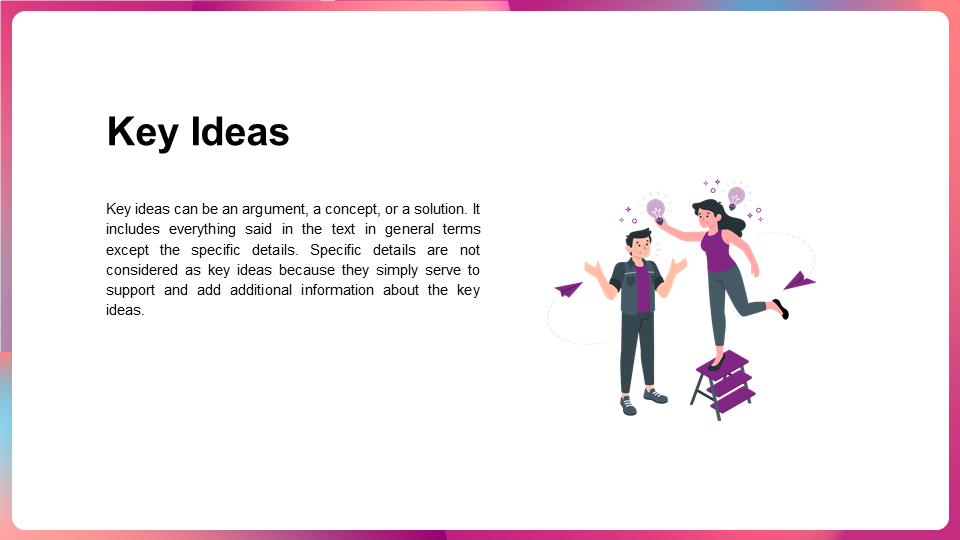 Key Ideas
Key ideas can be an argument, a concept, or a solution. It
includes everything said in the text in general terms
except the specific details. Specific details are not
considered as key ideas because they simply serve to
support and add additional information about the key
ideas.